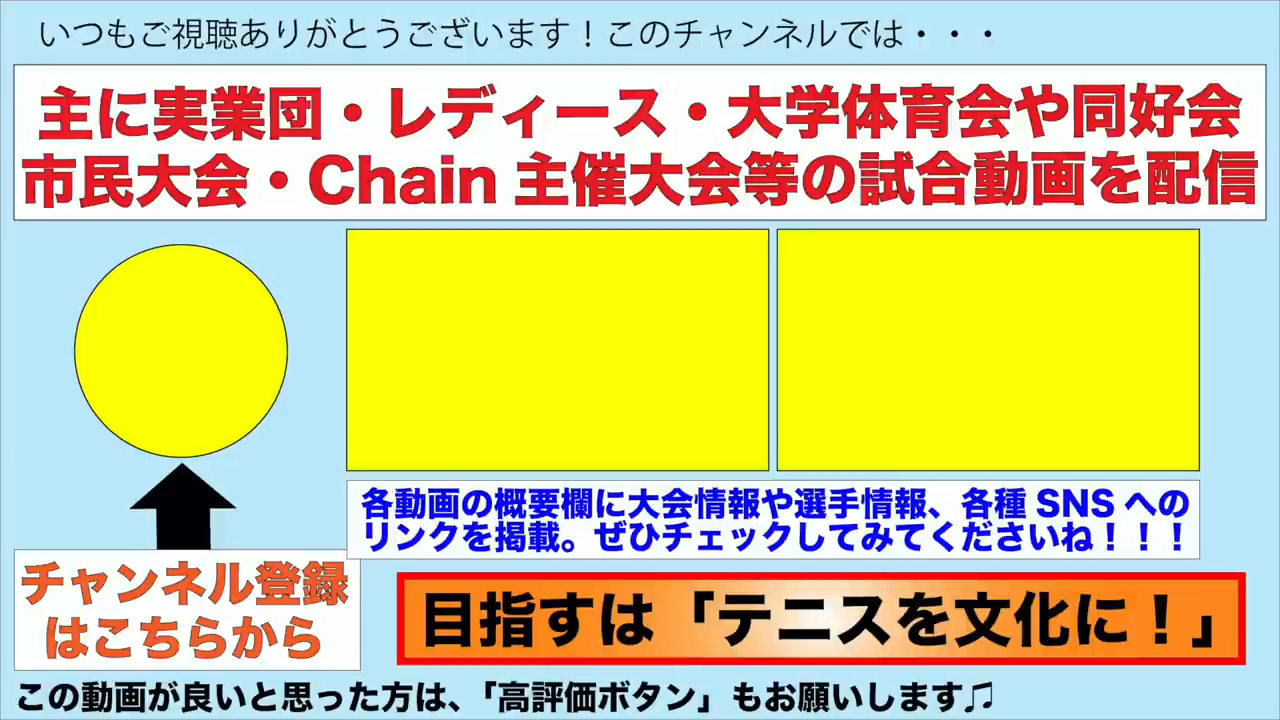 いつもご視聴ありがとうございます！このチャンネルでは・・・
主に実業団・レディース・大学体育会や同好会
市民大会・Chain 主催大会等の試合動画を配信
各動画の概要欄に大会情報や選手情報、各種 SNS への
リンクを掲載。ぜひチェックしてみてくださいね！！！
チャンネル登録
はこちらから
目指すは「テニスを文化に！」
この動画が良いと思った方は、「高評価ボタン」もお願いします♫